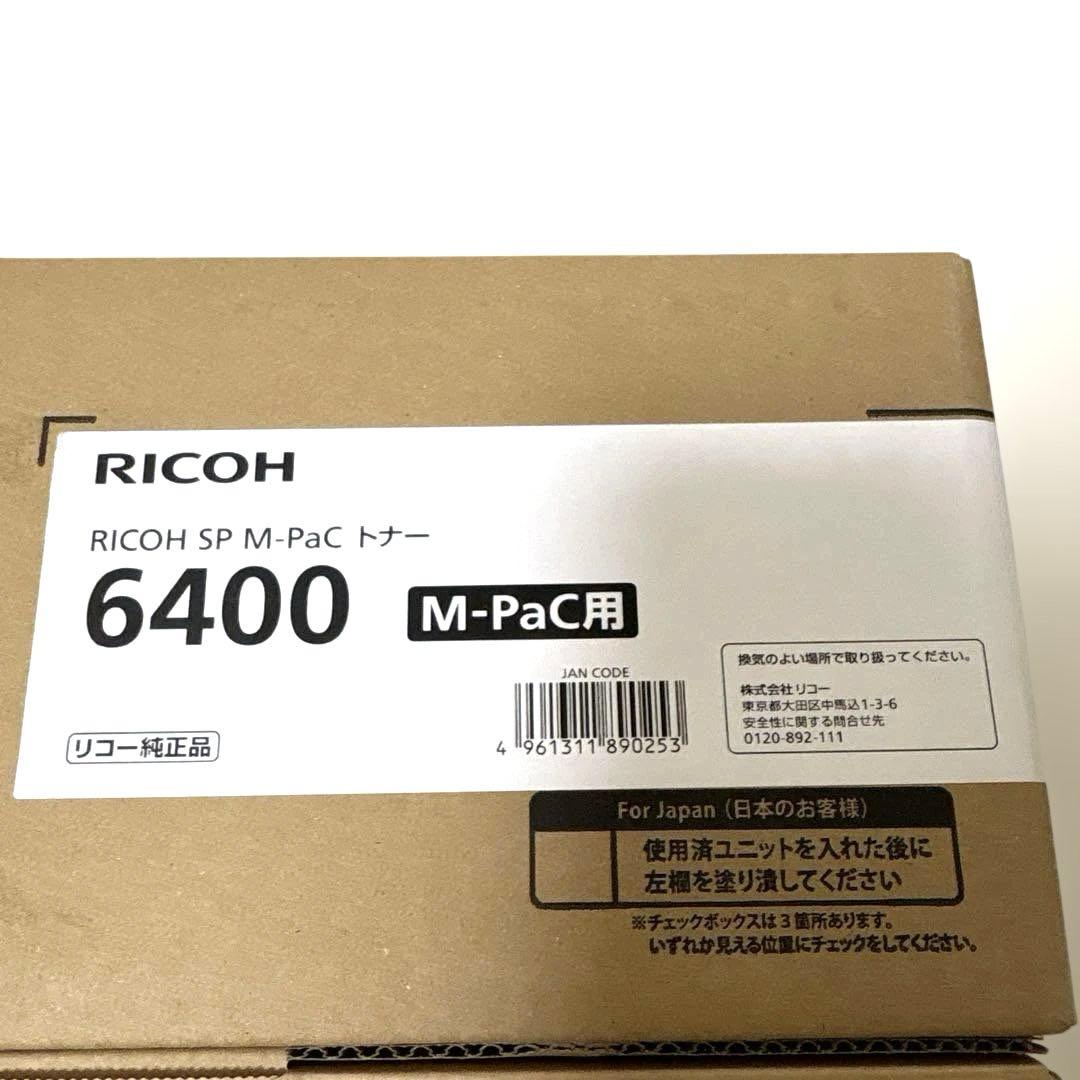 RICOH
RICOH SP M-PaC トナー
6400 M-PaC用
JAN CODE
4 961311 890253
リコー純正品
換気のよい場所で取り扱ってください。
株式会社リコー
東京都大田区中馬込1-3-6
安全性に関する問合せ先
0120-892-111
For Japan（日本のお客様）
使用済ユニットを入れた後に
左欄を塗り潰してください
※チェックボックスは3箇所あります。
いずれか見える位置にチェックをしてください。